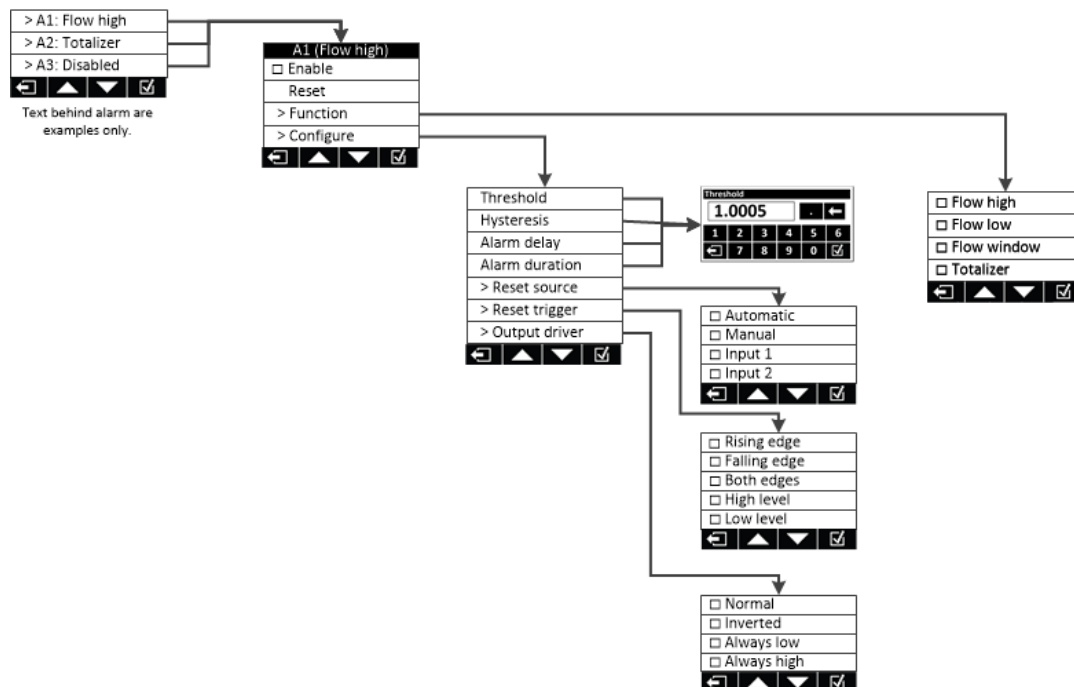 > A1: Flow high
> A2: Totalizer
> A3: Disabled
Text behind alarm are
examples only.
A1 (Flow high)
Enable
Reset
> Function
> Configure
Threshold
Hysteresis
Alarm delay
Alarm duration
> Reset source
> Reset trigger
> Output driver
Threshold
1.0005 .
1 2 3 4 5 6
7 8 9 0
Flow high
Flow low
Flow window
Totalizer
Automatic
Manual
Input 1
Input 2
Rising edge
Falling edge
Both edges
High level
Low level
Normal
Inverted
Always low
Always high